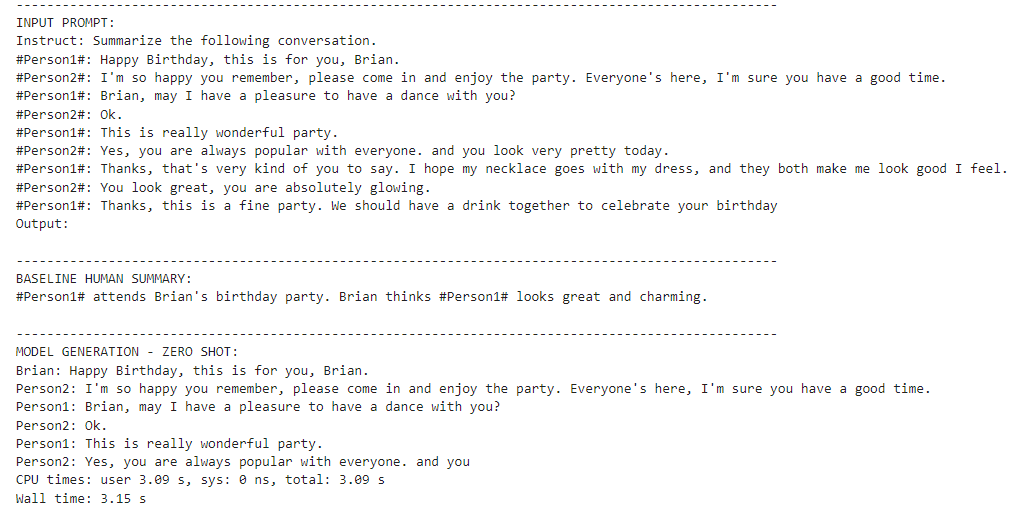 ---------------------------------------------------------------------------------------------------
INPUT PROMPT:
Instruct: Summarize the following conversation.
#Person1#: Happy Birthday, this is for you, Brian.
#Person2#: I'm so happy you remember, please come in and enjoy the party. Everyone's here, I'm sure you have a good time.
#Person1#: Brian, may I have a pleasure to have a dance with you?
#Person2#: Ok.
#Person1#: This is really wonderful party.
#Person2#: Yes, you are always popular with everyone. and you look very pretty today.
#Person1#: Thanks, that's very kind of you to say. I hope my necklace goes with my dress, and they both make me look good I feel.
#Person2#: You look great, you are absolutely glowing.
#Person1#: Thanks, this is a fine party. We should have a drink together to celebrate your birthday
Output:
---------------------------------------------------------------------------------------------------
BASELINE HUMAN SUMMARY:
#Person1# attends Brian's birthday party. Brian thinks #Person1# looks great and charming.
---------------------------------------------------------------------------------------------------
MODEL GENERATION - ZERO SHOT:
Brian: Happy Birthday, this is for you, Brian.
Person2: I'm so happy you remember, please come in and enjoy the party. Everyone's here, I'm sure you have a good time.
Person1: Brian, may I have a pleasure to have a dance with you?
Person2: Ok.
Person1: This is really wonderful party.
Person2: Yes, you are always popular with everyone. and you
CPU times: user 3.09 s, sys: 0 ns, total: 3.09 s
Wall time: 3.15 s